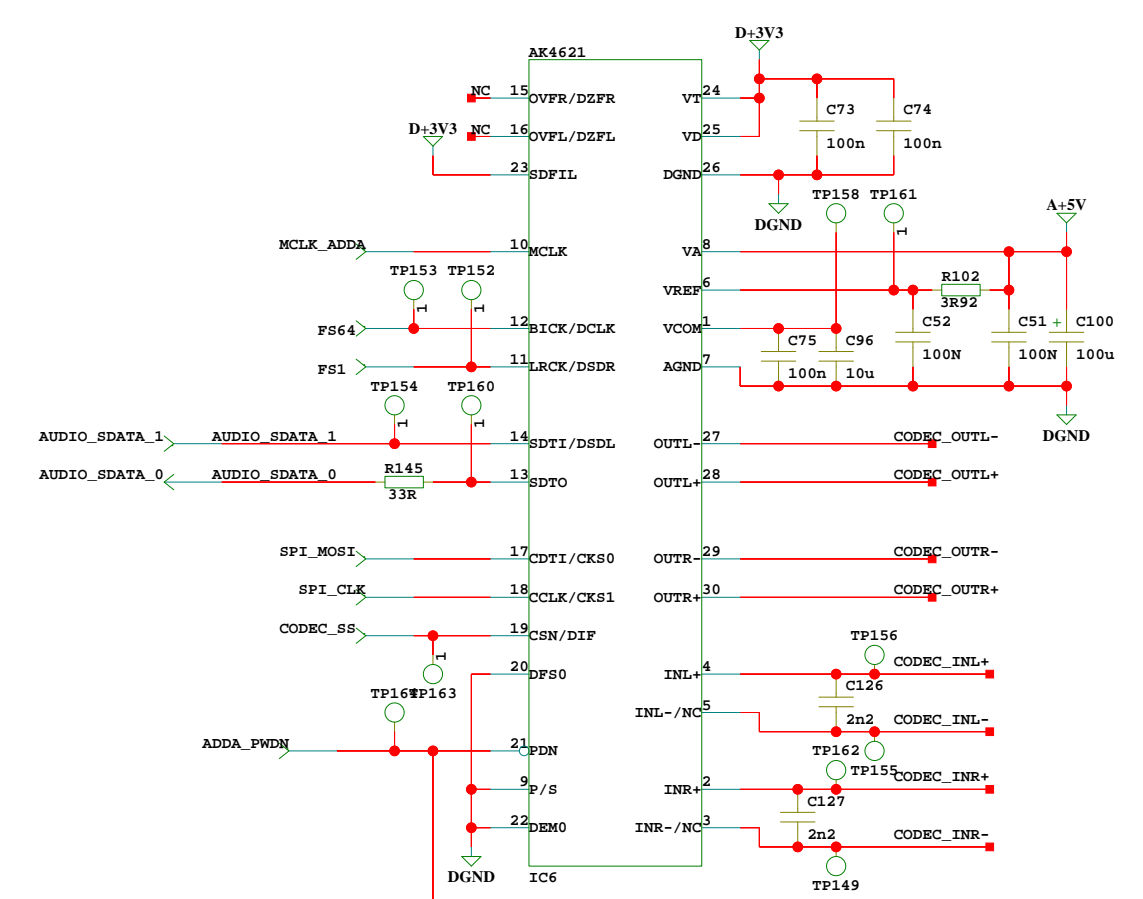 D+3V3
AK4621
NC 15 OVFR/DZFR VT 24 C73 C74
D+3V3 NC 16 OVFL/DZFL VD 25 100n 100n
23 SDFIL DGND 26
TP158 TP161
DGND 1 A+5V
MCLK_ADDA 10 MCLK VA 8
TP153 TP152 VREF 6 R102
1 1 3R92
FS64 12 BICK/DCLK VCOM 1 C75 C96 C52 C51 + C100
FS1 11 LRCK/DSDR AGND 7 100n 10u 100N 100N 100u
TP154 TP160
1 1 DGND
AUDIO_SDATA_1 AUDIO_SDATA_1 14 SDTI/DSDL OUTL- 27 CODEC_OUTL-
AUDIO_SDATA_0 AUDIO_SDATA_0 R145 13 SDTO OUTL+ 28 CODEC_OUTL+
33R
SPI_MOSI 17 CDTI/CKS0 OUTR- 29 CODEC_OUTR-
SPI_CLK 18 CCLK/CKS1 OUTR+ 30 CODEC_OUTR+
CODEC_SS 19 CSN/DIF TP156
1
20 DFS0 INL+ 4 CODEC_INL+
TP164 TP163 C126
INL-/NC 5 2n2 CODEC_INL-
ADDA_PWDN 21 PDN TP162 TP155
9 P/S INR+ 2 CODEC_INR+
C127
22 DEM0 INR-/NC 3 2n2 CODEC_INR-
DGND IC6 TP149